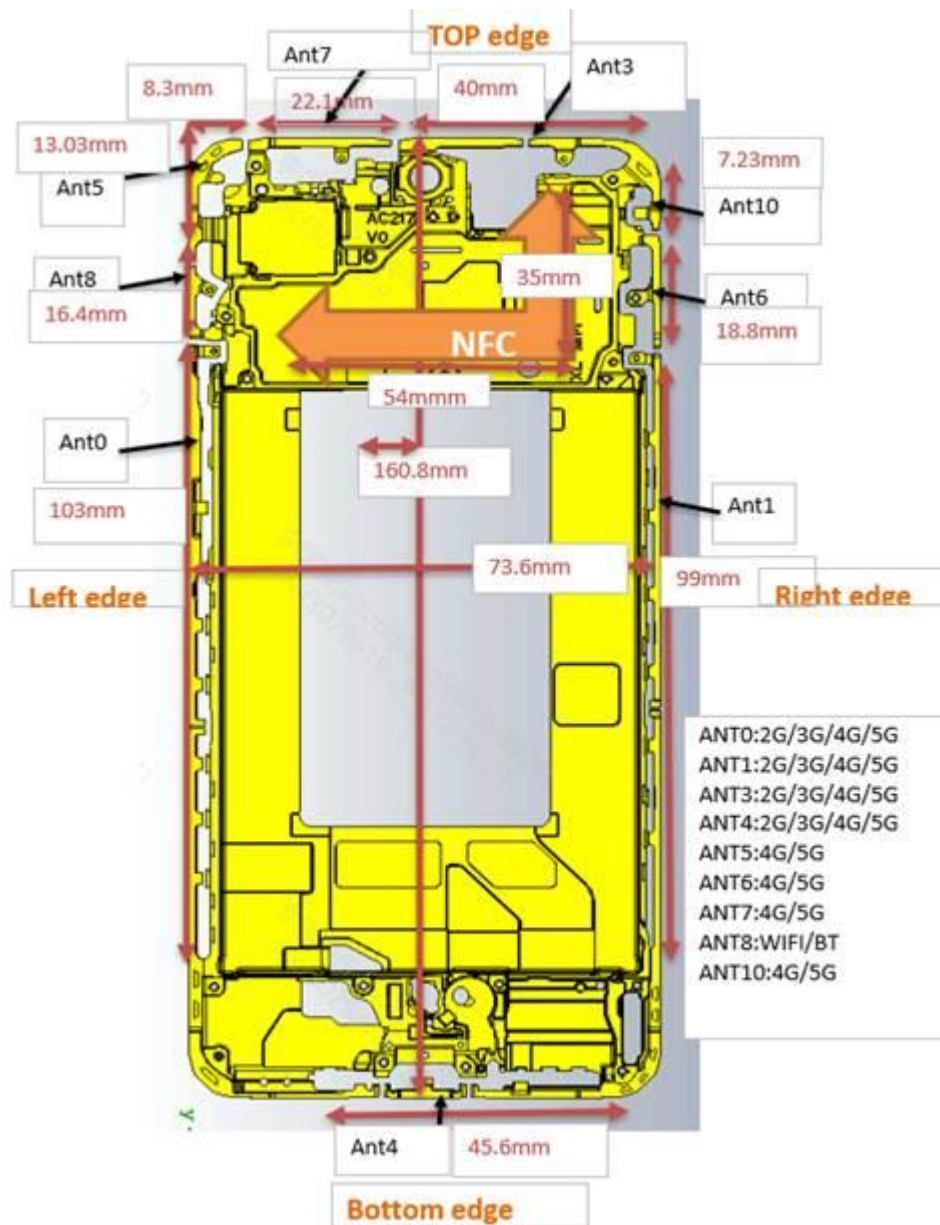 TOP edge
Ant7
Ant3
8.3mm
22.1mm
40mm
13.03mm
7.23mm
Ant5
Ant10
AC217
V0
Ant8
35mm
Ant6
16.4mm
18.8mm
NFC
54mmm
Ant0
160.8mm
103mm
Ant1
73.6mm
99mm
Left edge
Right edge
ANT0:2G/3G/4G/5G
ANT1:2G/3G/4G/5G
ANT3:2G/3G/4G/5G
ANT4:2G/3G/4G/5G
ANT5:4G/5G
ANT6:4G/5G
ANT7:4G/5G
ANT8:WIFI/BT
ANT10:4G/5G
Y
Ant4
45.6mm
Bottom edge